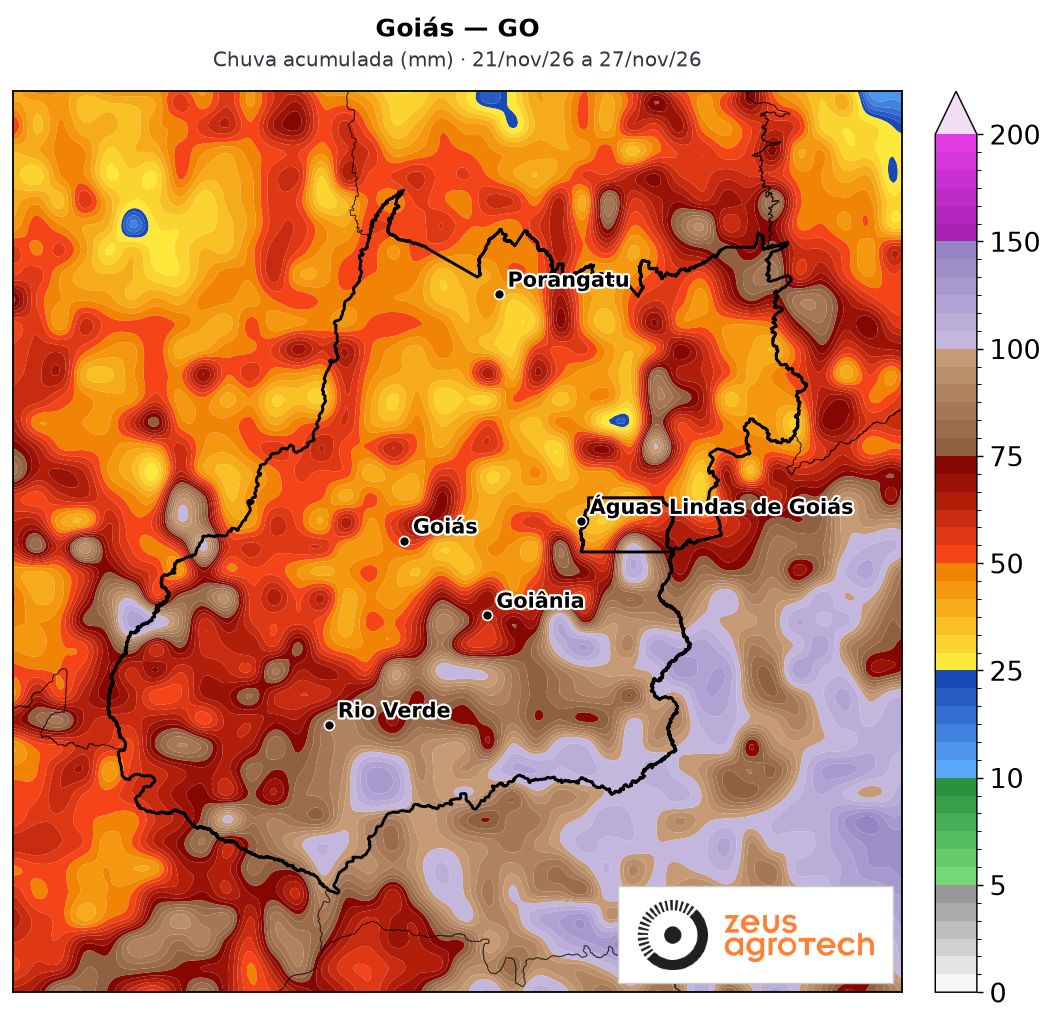 Goiás — GO
Chuva acumulada (mm) · 21/nov/26 a 27/nov/26
200
150
100
75
50
25
10
5
0
Porangatu
Águas Lindas de Goiás
Goiás
Goiânia
Rio Verde
zeus
agrotech